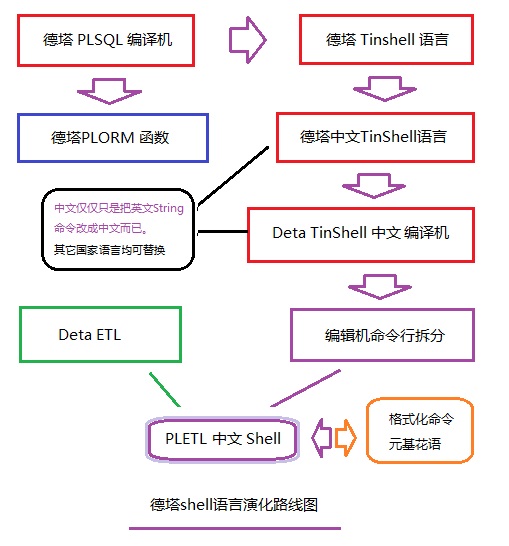 德塔 PLSQL 编译机
德塔 Tinshell 语言
德塔PLORM 函数
德塔中文TinShell语言
中文仅仅只是把英文String
命令改成中文而已。
其它国家语言均可替换
Deta TinShell 中文 编译机
Deta ETL
编辑机命令行拆分
PLETL 中文 Shell
格式化命令
元基花语
德塔shell语言演化路线图